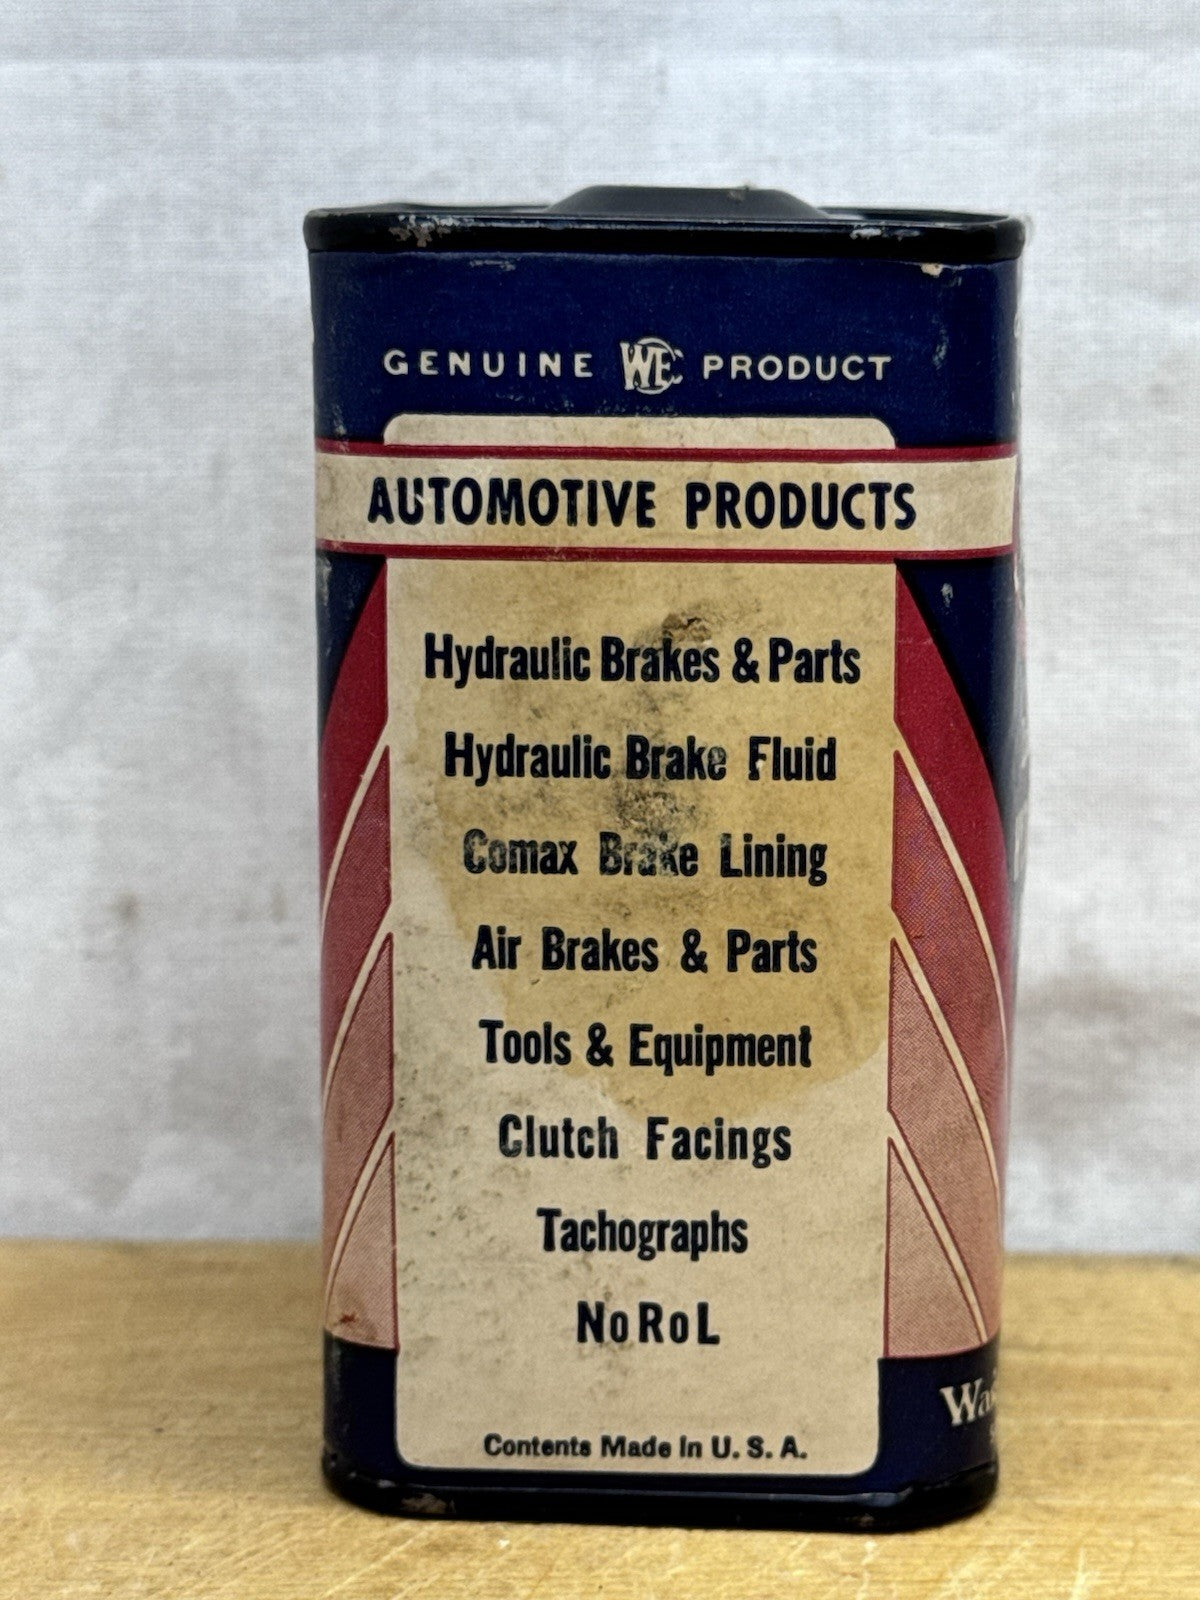 GENUINE WEC PRODUCT
AUTOMOTIVE PRODUCTS
Hydraulic Brakes & Parts
Hydraulic Brake Fluid
Comax Brake Lining
Air Brakes & Parts
Tools & Equipment
Clutch Facings
Tachographs
NoRoL
Contents Made In U. S. A.